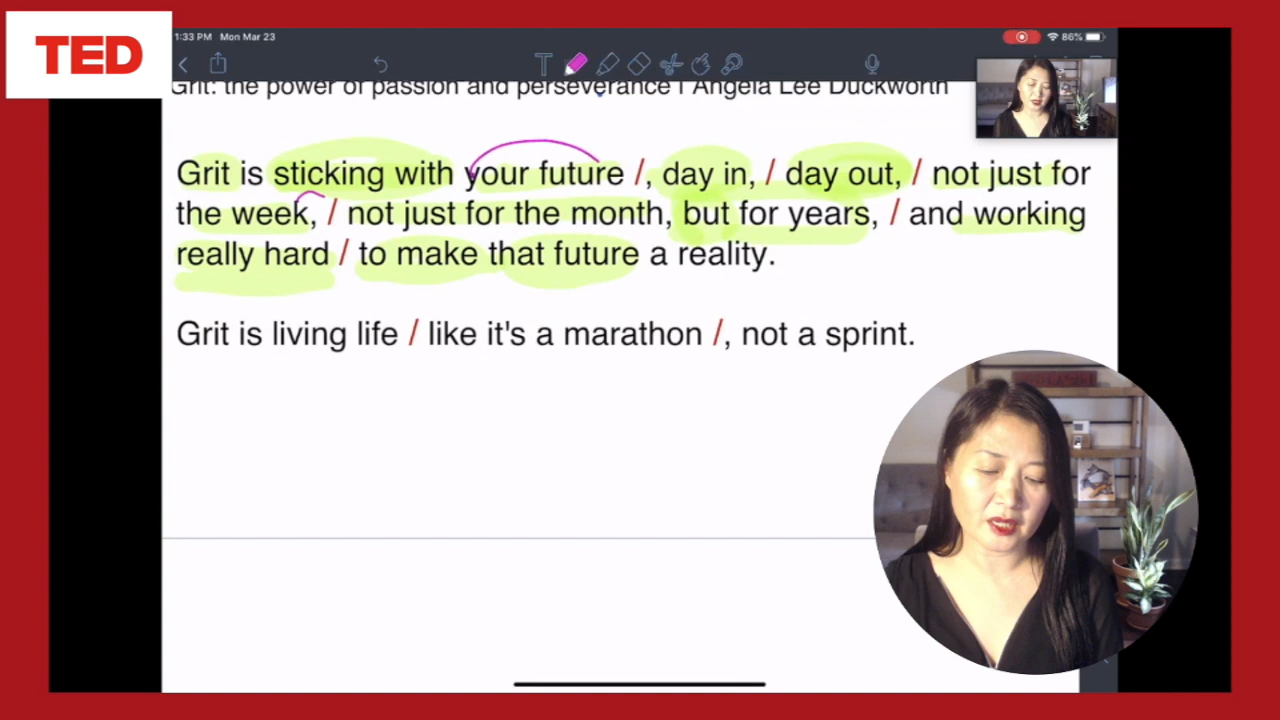 TED
1:33 PM Mon Mar 23
86%
T
Grit: the power of passion and perseverance | Angela Lee Duckworth
Grit is sticking with your future /, day in, / day out, / not just for
the week, / not just for the month, but for years, / and working
really hard / to make that future a reality.
Grit is living life / like it's a marathon /, not a sprint.